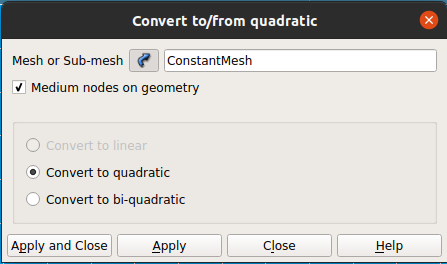 Convert to/from quadratic
Mesh or Sub-mesh ConstantMesh
Medium nodes on geometry
Convert to linear
Convert to quadratic
Convert to bi-quadratic
Apply and Close Apply Close Help